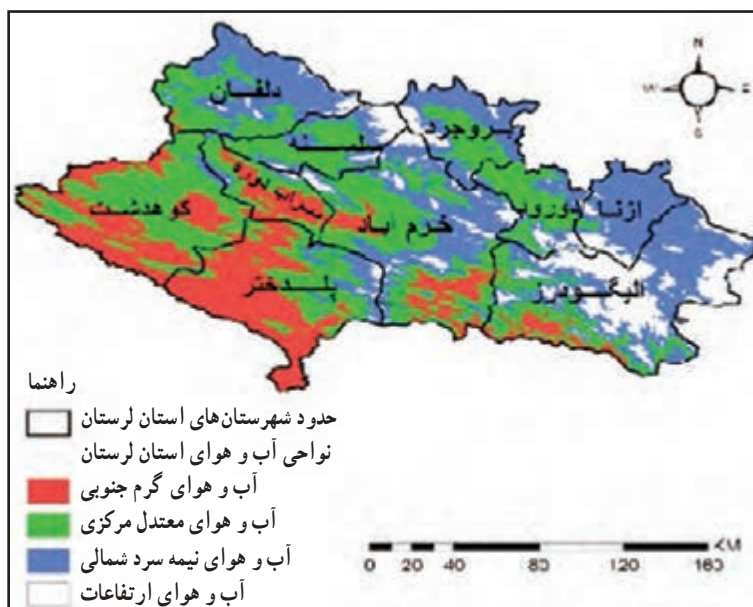 N
W E
S
دلفان
بروجرد
سلسله
سراب دوره
ازنا
دورود
کوهدشت
خرم آباد
پلدختر
الیگودرز
راهنما
حدود شهرستان‌های استان لرستان
نواحی آب و هوای استان لرستان
آب و هوای گرم جنوبی
آب و هوای معتدل مرکزی
آب و هوای نیمه سرد شمالی
آب و هوای ارتفاعات
KM
0 20 40 80 120 160